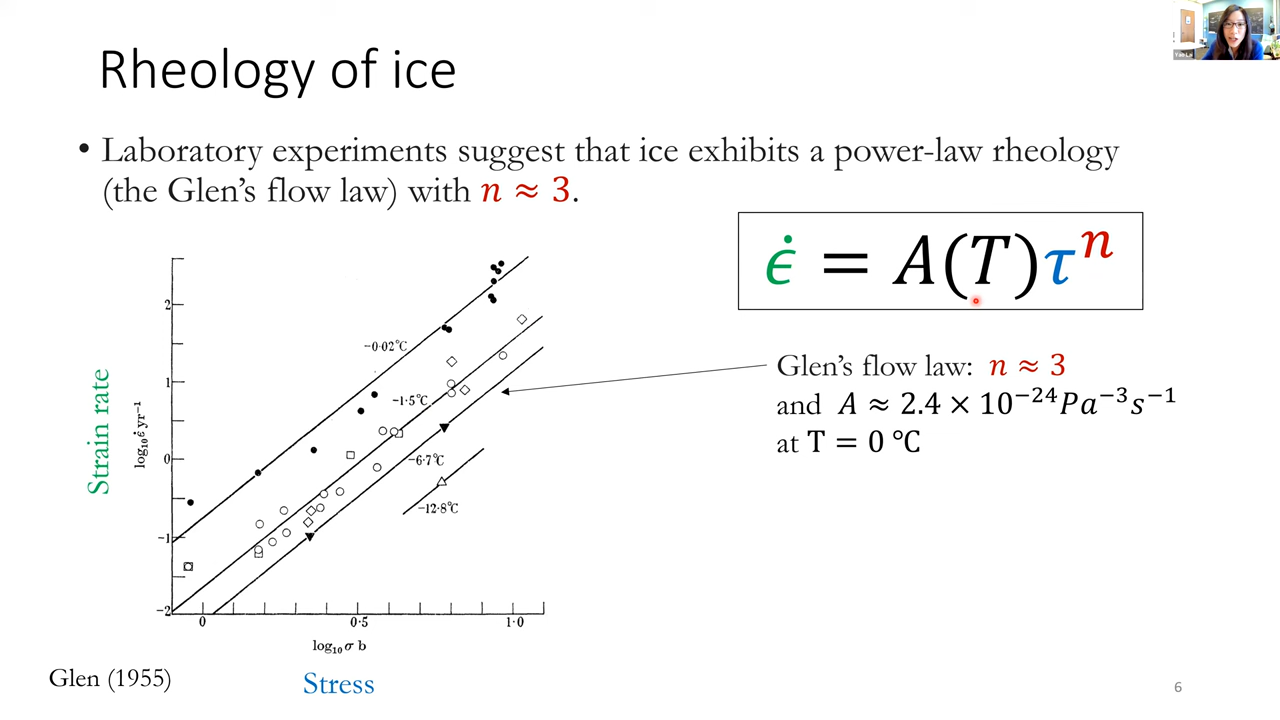 Rheology of ice
• Laboratory experiments suggest that ice exhibits a power-law rheology
(the Glen’s flow law) with n ≈ 3.
ϵ̇ = A(T)τⁿ
Glen’s flow law: n ≈ 3
and A ≈ 2.4 × 10⁻²⁴Pa⁻³s⁻¹
at T = 0 ℃
Strain rate
log₁₀ ϵ̇ yr⁻¹
2
1
0
-1
-2
−0·02°C
−1·5°C
−6·7°C
−12·8°C
0
0·5
1·0
log₁₀ σ b
Stress
Glen (1955)
6